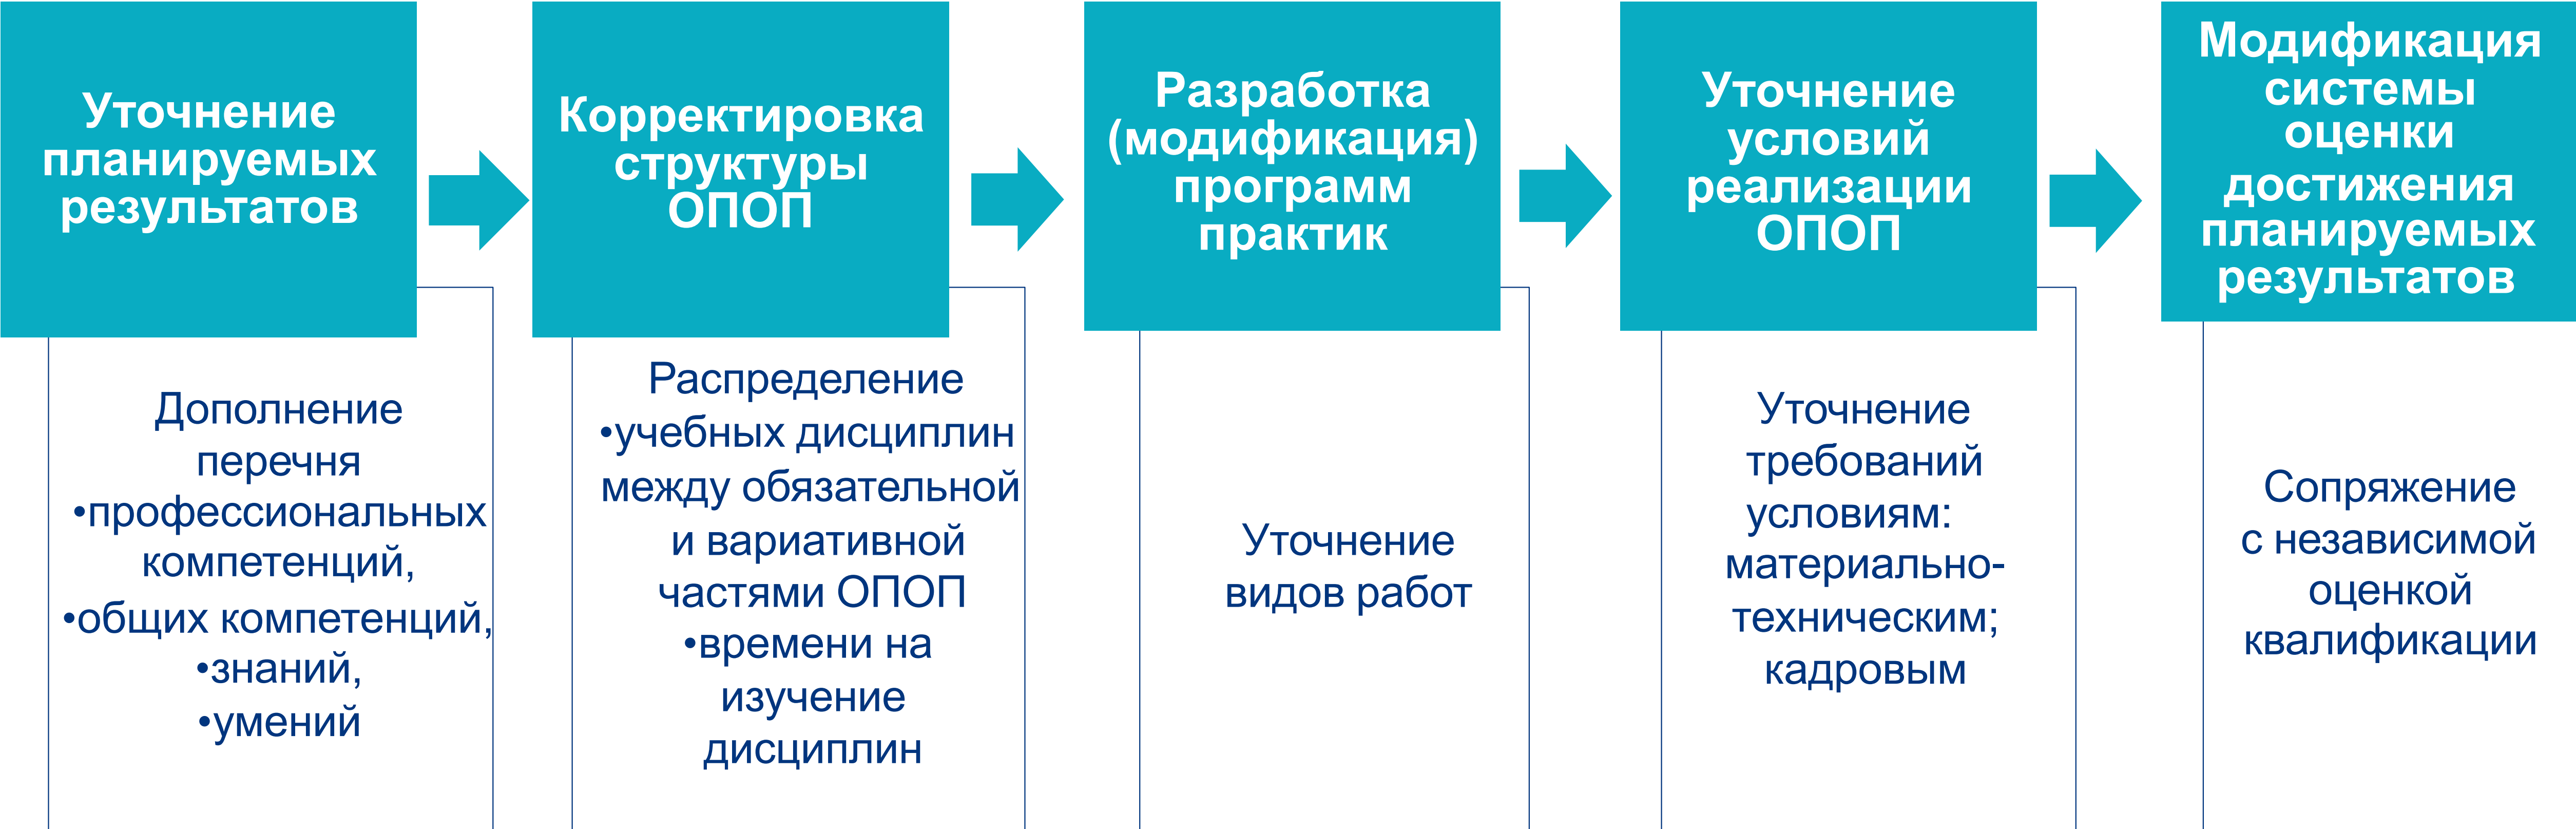 Уточнение
планируемых
результатов
Дополнение
перечня
•профессиональных
компетенций,
•общих компетенций,
•знаний,
•умений
Корректировка
структуры
ОПОП
Распределение
•учебных дисциплин
между обязательной
и вариативной
частями ОПОП
•времени на
изучение
дисциплин
Разработка
(модификация)
программ
практик
Уточнение
видов работ
Уточнение
условий
реализации
ОПОП
Уточнение
требований
условиям:
материально-
техническим;
кадровым
Модификация
системы
оценки
достижения
планируемых
результатов
Сопряжение
с независимой
оценкой
квалификации